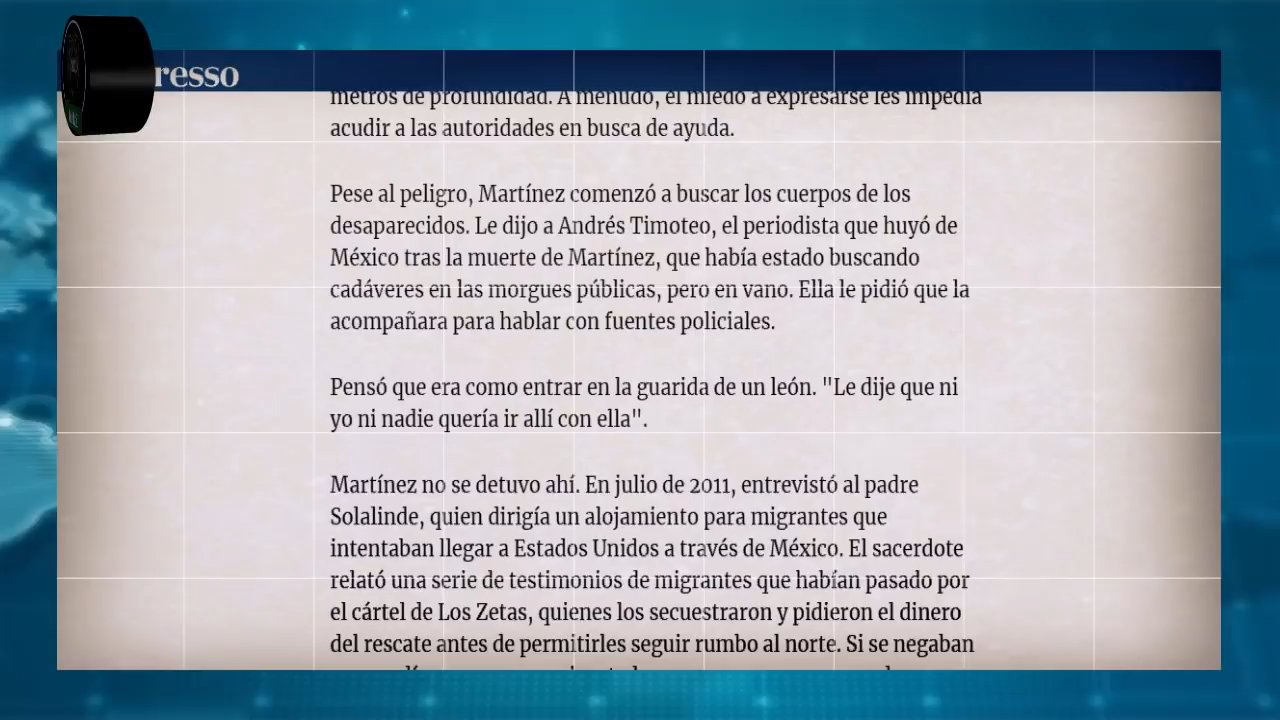 resso
metros de profundidad. A menudo, el miedo a expresarse les impedía
acudir a las autoridades en busca de ayuda.
Pese al peligro, Martínez comenzó a buscar los cuerpos de los
desaparecidos. Le dijo a Andrés Timoteo, el periodista que huyó de
México tras la muerte de Martínez, que había estado buscando
cadáveres en las morgues públicas, pero en vano. Ella le pidió que la
acompañara para hablar con fuentes policiales.
Pensó que era como entrar en la guarida de un león. "Le dije que ni
yo ni nadie quería ir allí con ella".
Martínez no se detuvo ahí. En julio de 2011, entrevistó al padre
Solalinde, quien dirigía un alojamiento para migrantes que
intentaban llegar a Estados Unidos a través de México. El sacerdote
relató una serie de testimonios de migrantes que habían pasado por
el cártel de Los Zetas, quienes los secuestraron y pidieron el dinero
del rescate antes de permitirles seguir rumbo al norte. Si se negaban